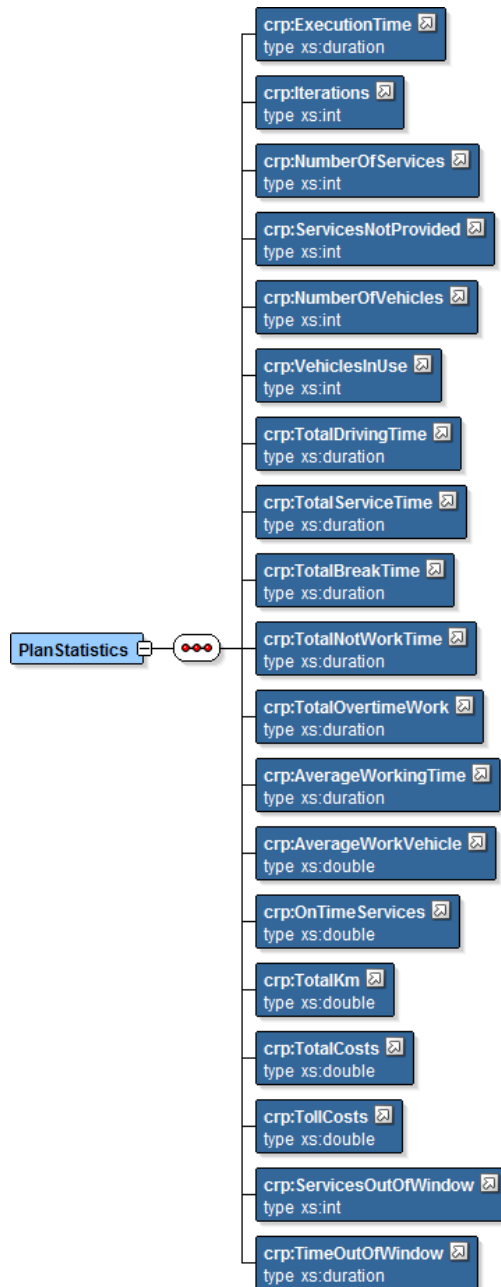 crp:ExecutionTime
type xs:duration
crp:Iterations
type xs:int
crp:NumberOfServices
type xs:int
crp:ServicesNotProvided
type xs:int
crp:NumberOfVehicles
type xs:int
crp:VehiclesInUse
type xs:int
crp:TotalDrivingTime
type xs:duration
crp:TotalServiceTime
type xs:duration
crp:TotalBreakTime
type xs:duration
PlanStatistics
crp:TotalNotWorkTime
type xs:duration
crp:TotalOvertimeWork
type xs:duration
crp:AverageWorkingTime
type xs:duration
crp:AverageWorkVehicle
type xs:double
crp:OnTimeServices
type xs:double
crp:TotalKm
type xs:double
crp:TotalCosts
type xs:double
crp:TollCosts
type xs:double
crp:ServicesOutOfWindow
type xs:int
crp:TimeOutOfWindow
type xs:duration